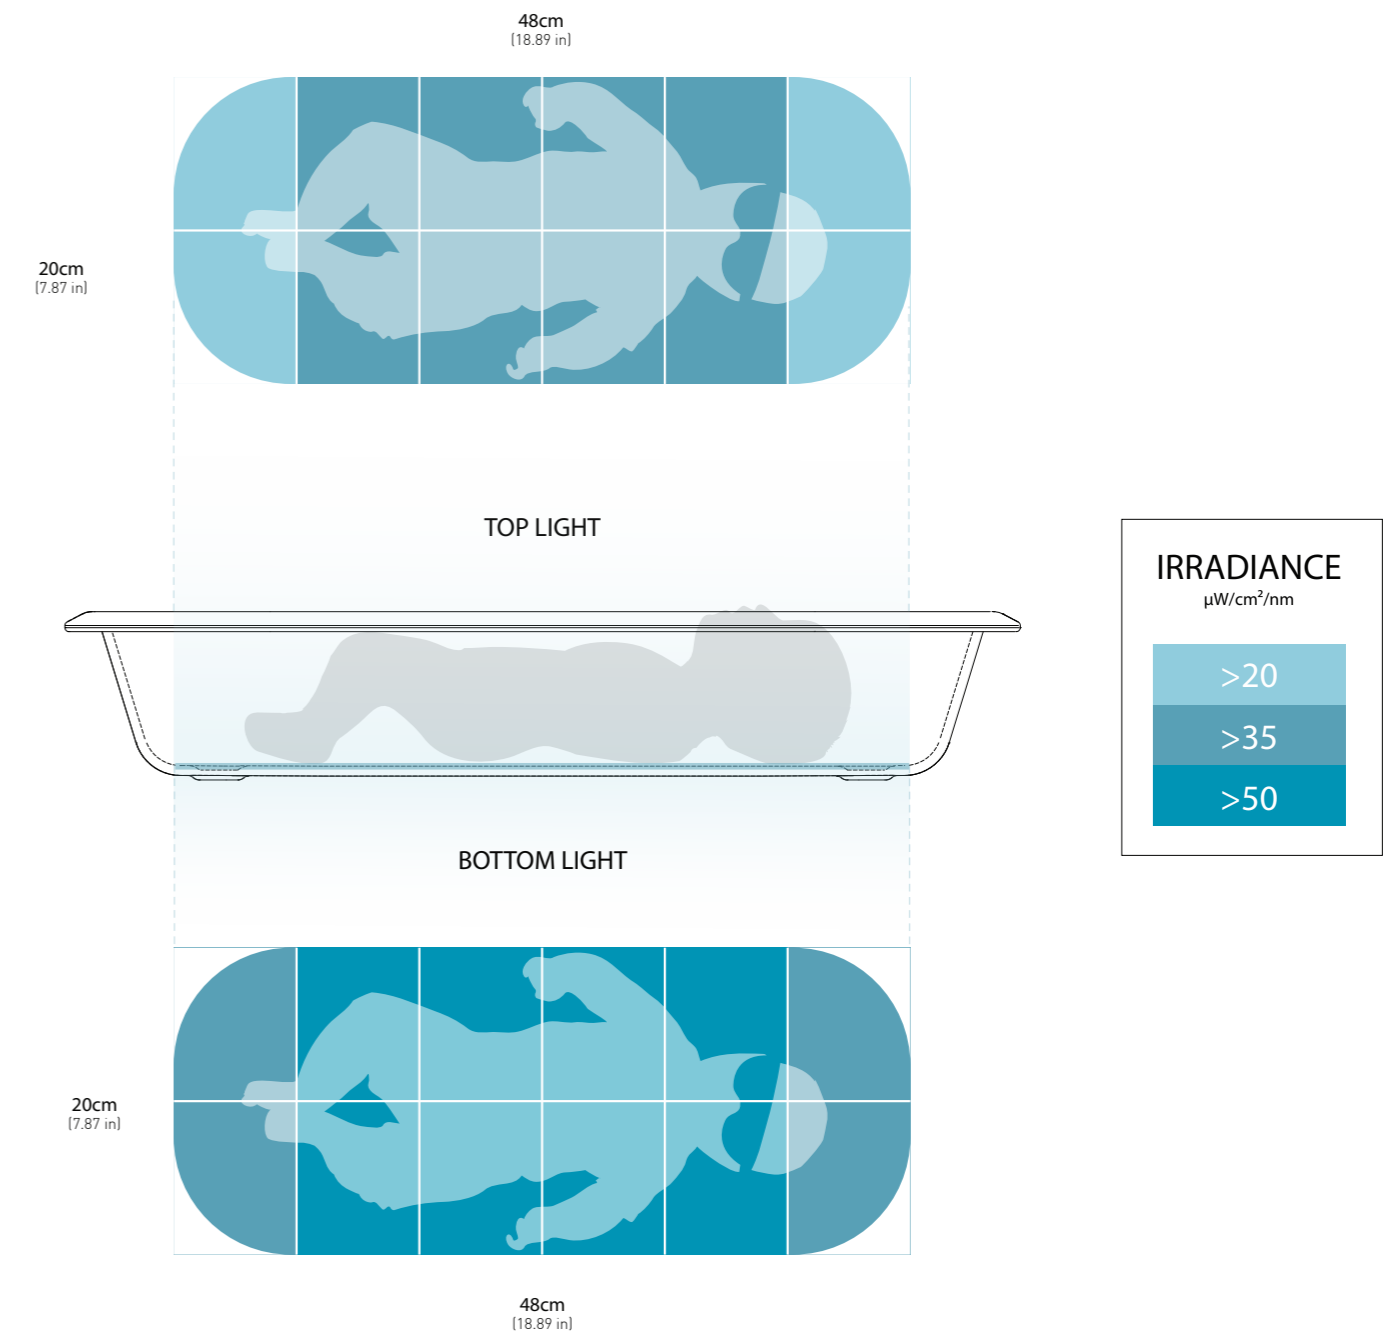 48cm
(18.89 in)
20cm
(7.87 in)
TOP LIGHT
IRRADIANCE
µW/cm²/nm
>20
>35
>50
BOTTOM LIGHT
20cm
(7.87 in)
48cm
(18.89 in)